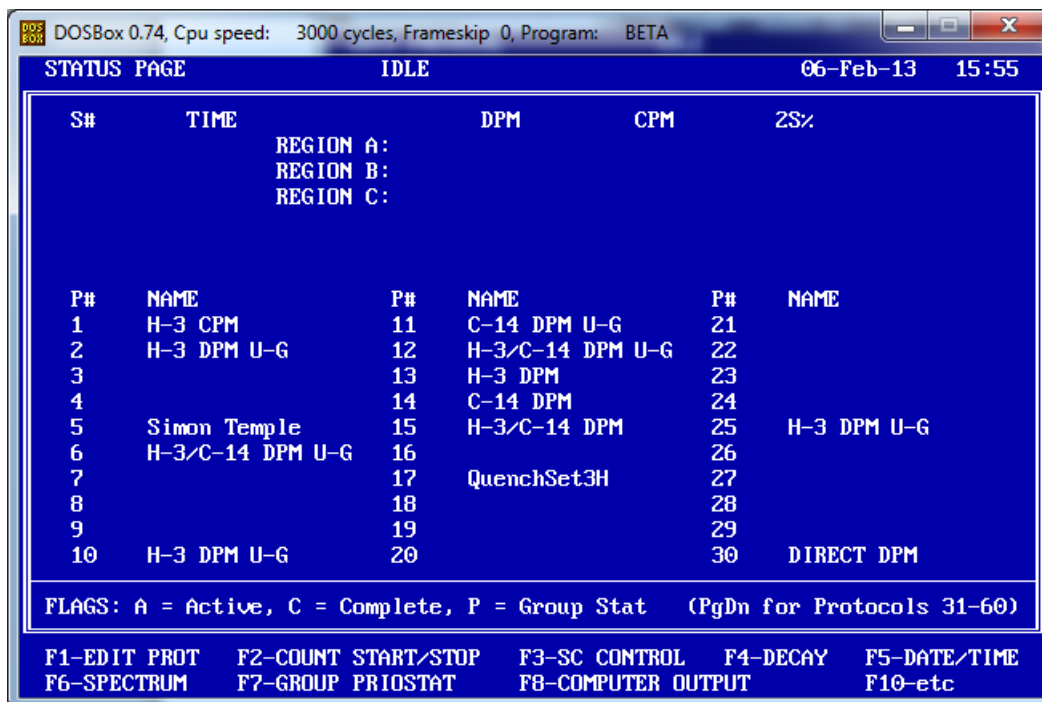 DOS BOX DOSBox 0.74, Cpu speed: 3000 cycles, Frameskip 0, Program: BETA
STATUS PAGE IDLE 06-Feb-13 15:55
S# TIME DPM CPM 2S%
REGION A:
REGION B:
REGION C:
P# NAME P# NAME P# NAME
1 H-3 CPM 11 C-14 DPM U-G 21
2 H-3 DPM U-G 12 H-3/C-14 DPM U-G 22
3 13 H-3 DPM 23
4 14 C-14 DPM 24
5 Simon Temple 15 H-3/C-14 DPM 25 H-3 DPM U-G
6 H-3/C-14 DPM U-G 16 26
7 17 QuenchSet3H 27
8 18 28
9 19 29
10 H-3 DPM U-G 20 30 DIRECT DPM
FLAGS: A = Active, C = Complete, P = Group Stat (PgDn for Protocols 31-60)
F1-EDIT PROT F2-COUNT START/STOP F3-SC CONTROL F4-DECAY F5-DATE/TIME
F6-SPECTRUM F7-GROUP PRIOSTAT F8-COMPUTER OUTPUT F10-etc